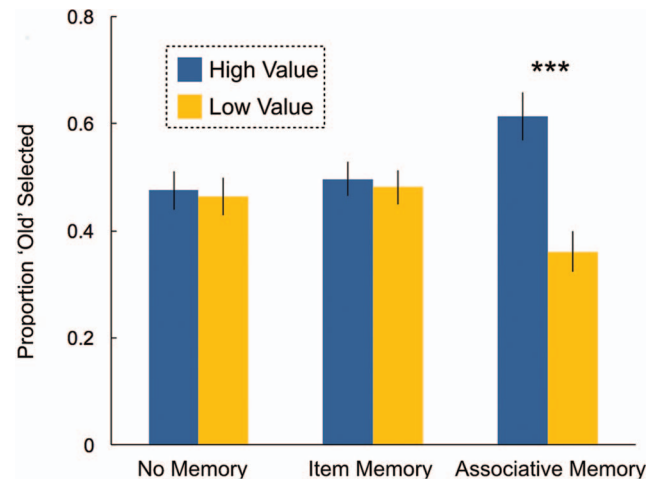 0.8
High Value
Low Value
***
0.6
0.4
0.2
0
Proportion 'Old' Selected
No Memory
Item Memory
Associative Memory